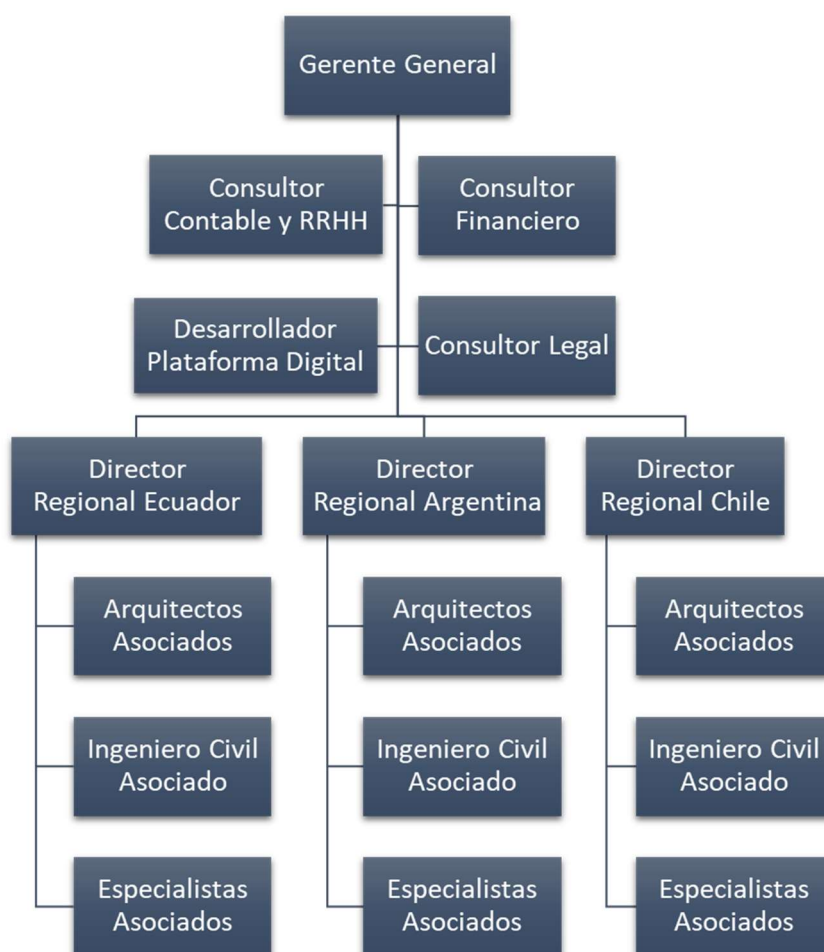 Gerente General
Consultor
Contable y RRHH
Consultor
Financiero
Desarrollador
Plataforma Digital
Consultor Legal
Director
Regional Ecuador
Director
Regional Argentina
Director
Regional Chile
Arquitectos
Asociados
Arquitectos
Asociados
Arquitectos
Asociados
Ingeniero Civil
Asociado
Ingeniero Civil
Asociado
Ingeniero Civil
Asociado
Especialistas
Asociados
Especialistas
Asociados
Especialistas
Asociados